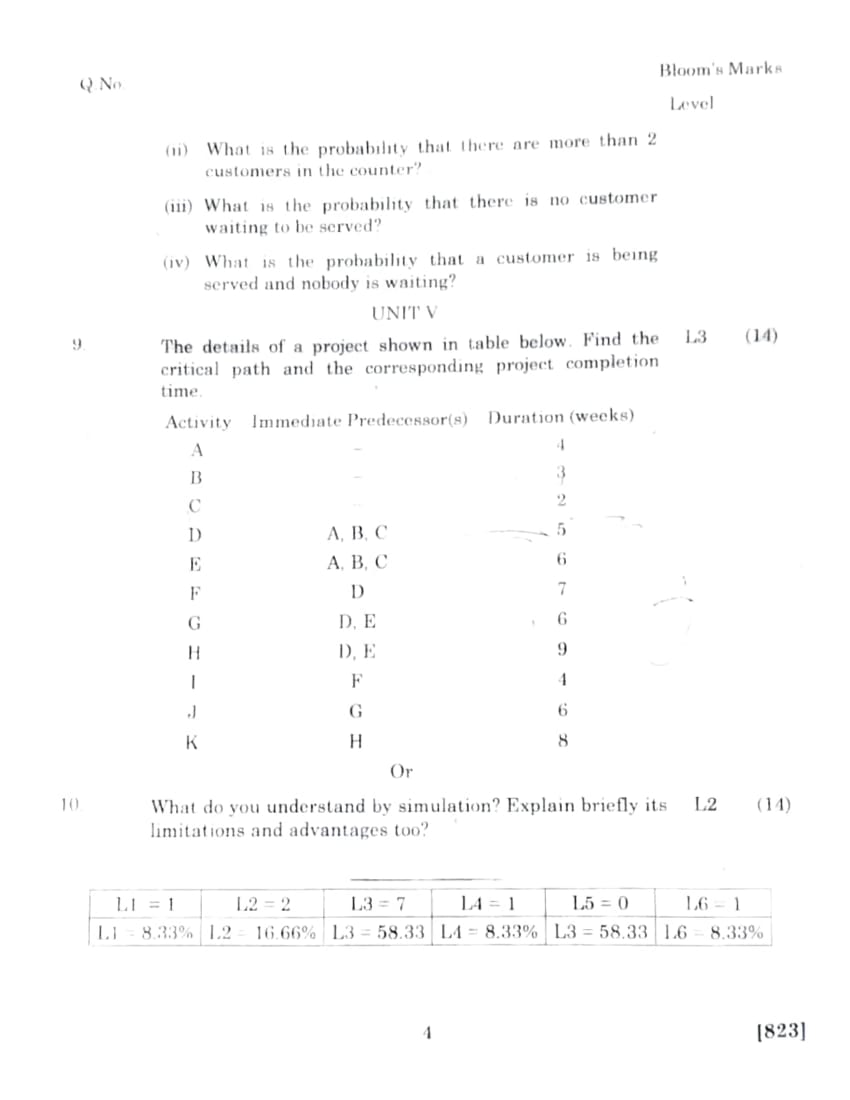 Q.No.
Bloom's Marks
Level
(ii) What is the probability that there are more than 2
customers in the counter?
(iii) What is the probability that there is no customer
waiting to be served?
(iv) What is the probability that a customer is being
served and nobody is waiting?
UNIT V
9. The details of a project shown in table below. Find the L3 (14)
critical path and the corresponding project completion
time.
Activity Immediate Predecessor(s) Duration (weeks)
A – 4
B – 3
C – 2
D A, B, C 5
E A, B, C 6
F D 7
G D, E 6
H D, E 9
I F 4
J G 6
K H 8
Or
10. What do you understand by simulation? Explain briefly its L2 (14)
limitations and advantages too?
L1 = 1 L2 = 2 L3 = 7 L4 = 1 L5 = 0 L6 = 1
L1 = 8.33% L2 = 16.66% L3 = 58.33 L4 = 8.33% L3 = 58.33 L6 = 8.33%
4 [823]